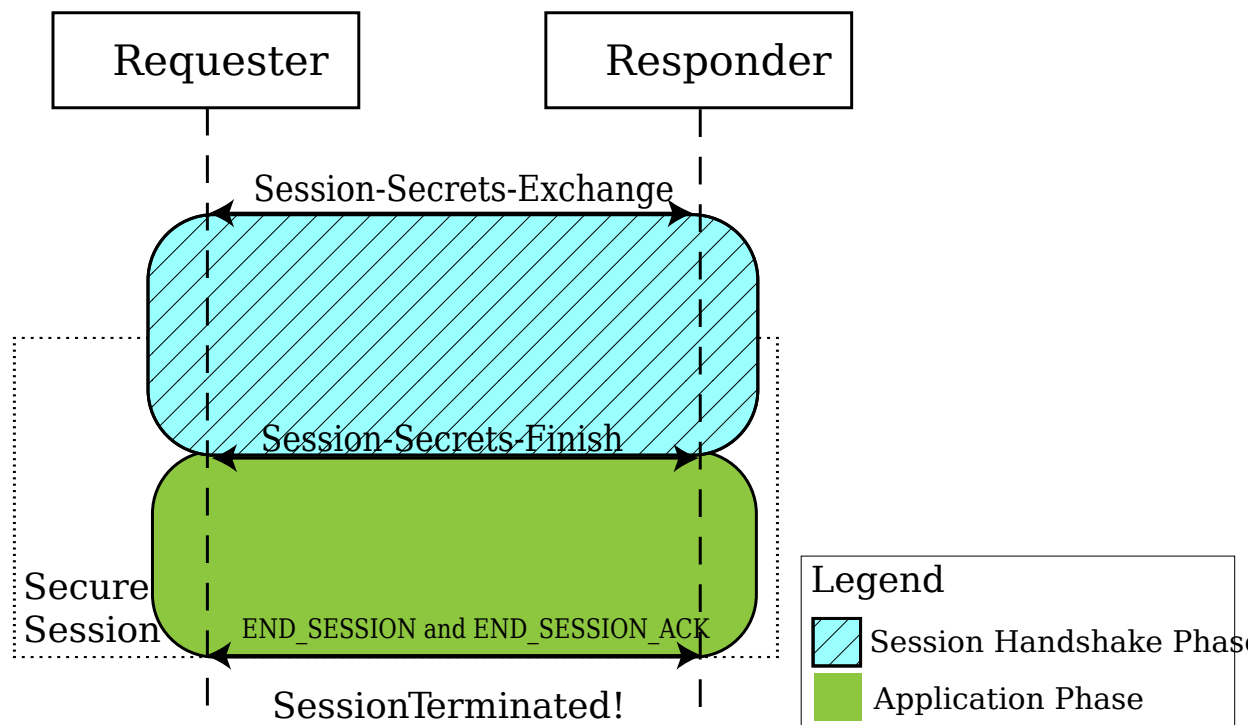 Requester
Responder
Session-Secrets-Exchange
Session-Secrets-Finish
Secure
Session
END_SESSION and END_SESSION_ACK
SessionTerminated!
Legend
Session Handshake Phase
Application Phase